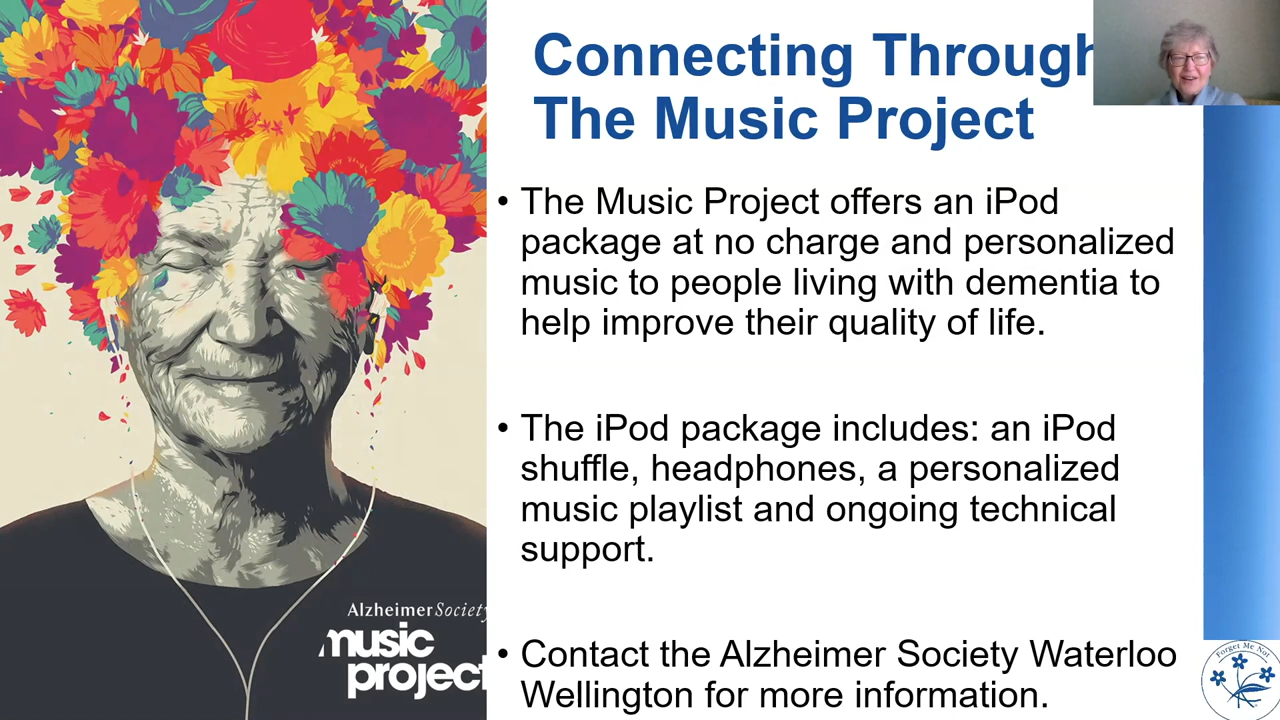 Connecting Through
The Music Project
• The Music Project offers an iPod
package at no charge and personalized
music to people living with dementia to
help improve their quality of life.
• The iPod package includes: an iPod
shuffle, headphones, a personalized
music playlist and ongoing technical
support.
• Contact the Alzheimer Society Waterloo
Wellington for more information.
Alzheimer Society
music
project
Forget Me Not